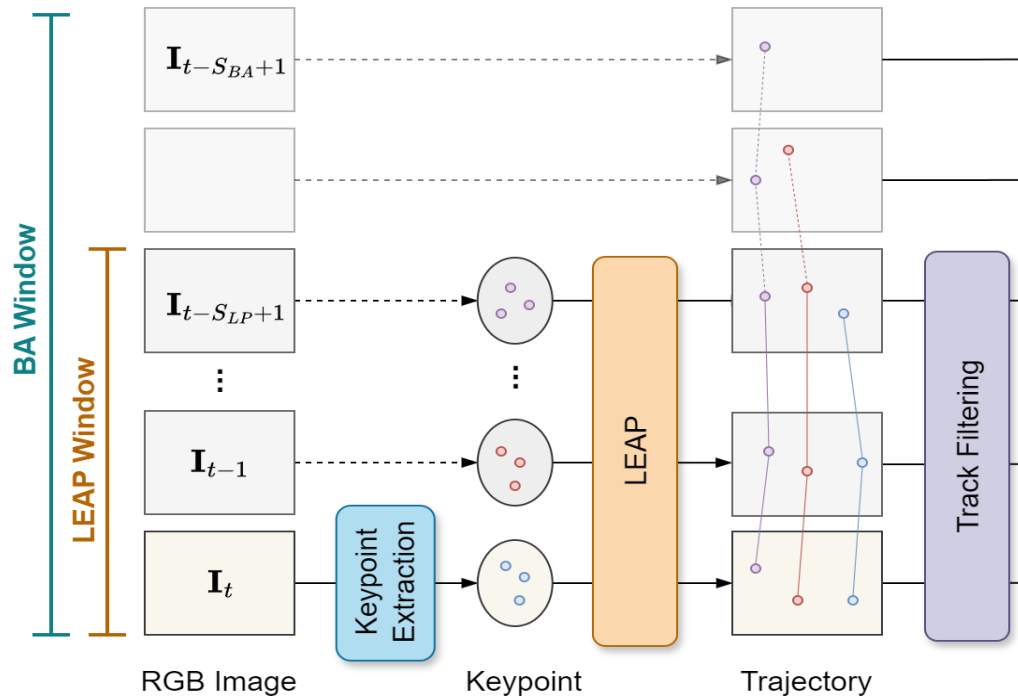 BA Window
LEAP Window
I_{t-S_{BA}+1}
I_{t-S_{LP}+1}
...
...
I_{t-1}
I_t
Keypoint
Extraction
LEAP
Track Filtering
RGB Image
Keypoint
Trajectory